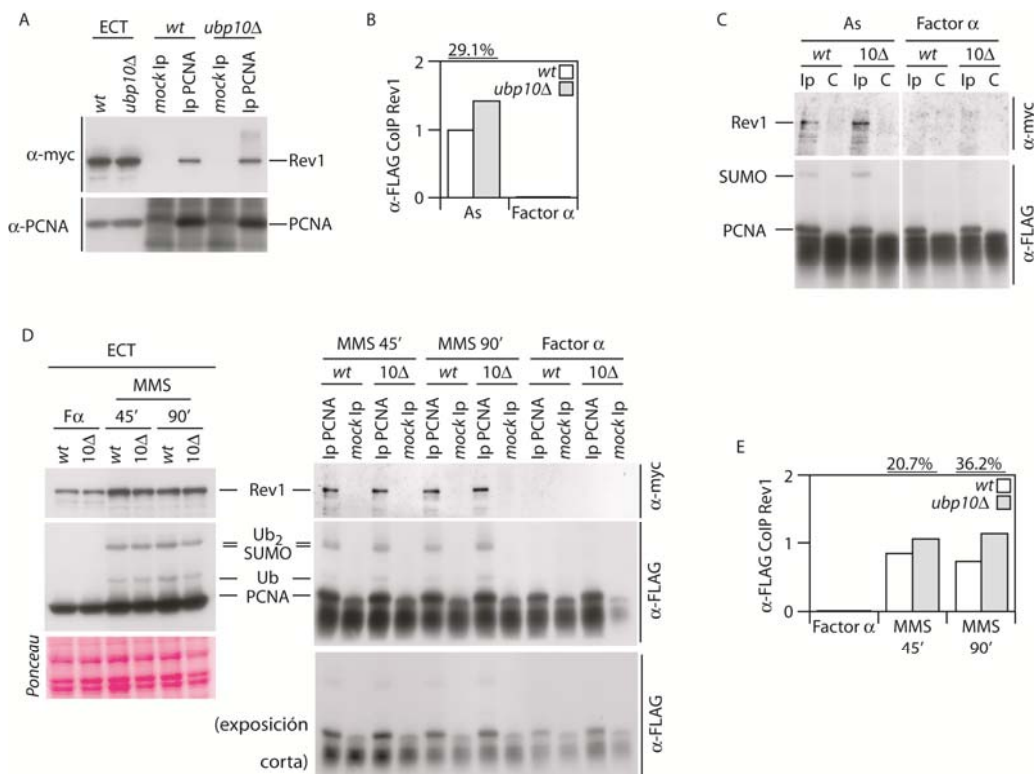 A
ECT wt ubp10Δ
wt ubp10Δ mock Ip Ip PCNA mock Ip Ip PCNA
α-myc Rev1
α-PCNA PCNA
B
29.1%
wt
ubp10Δ
α-FLAG CoIP Rev1
2
1
0
As Factor α
C
As Factor α
wt 10Δ wt 10Δ
Ip C Ip C Ip C Ip C
Rev1 α-myc
SUMO
PCNA α-FLAG
D
ECT
MMS
Fα 45' 90'
wt 10Δ wt 10Δ wt 10Δ
MMS 45' MMS 90' Factor α
wt 10Δ wt 10Δ wt 10Δ
Ip PCNA mock Ip Ip PCNA mock Ip Ip PCNA mock Ip Ip PCNA mock Ip Ip PCNA mock Ip Ip PCNA mock Ip
Rev1 α-myc
Ub2
SUMO
Ub
PCNA α-FLAG
Ponceau
(exposición
corta) α-FLAG
E
20.7% 36.2%
wt
ubp10Δ
α-FLAG CoIP Rev1
2
1
0
Factor α MMS MMS
45' 90'